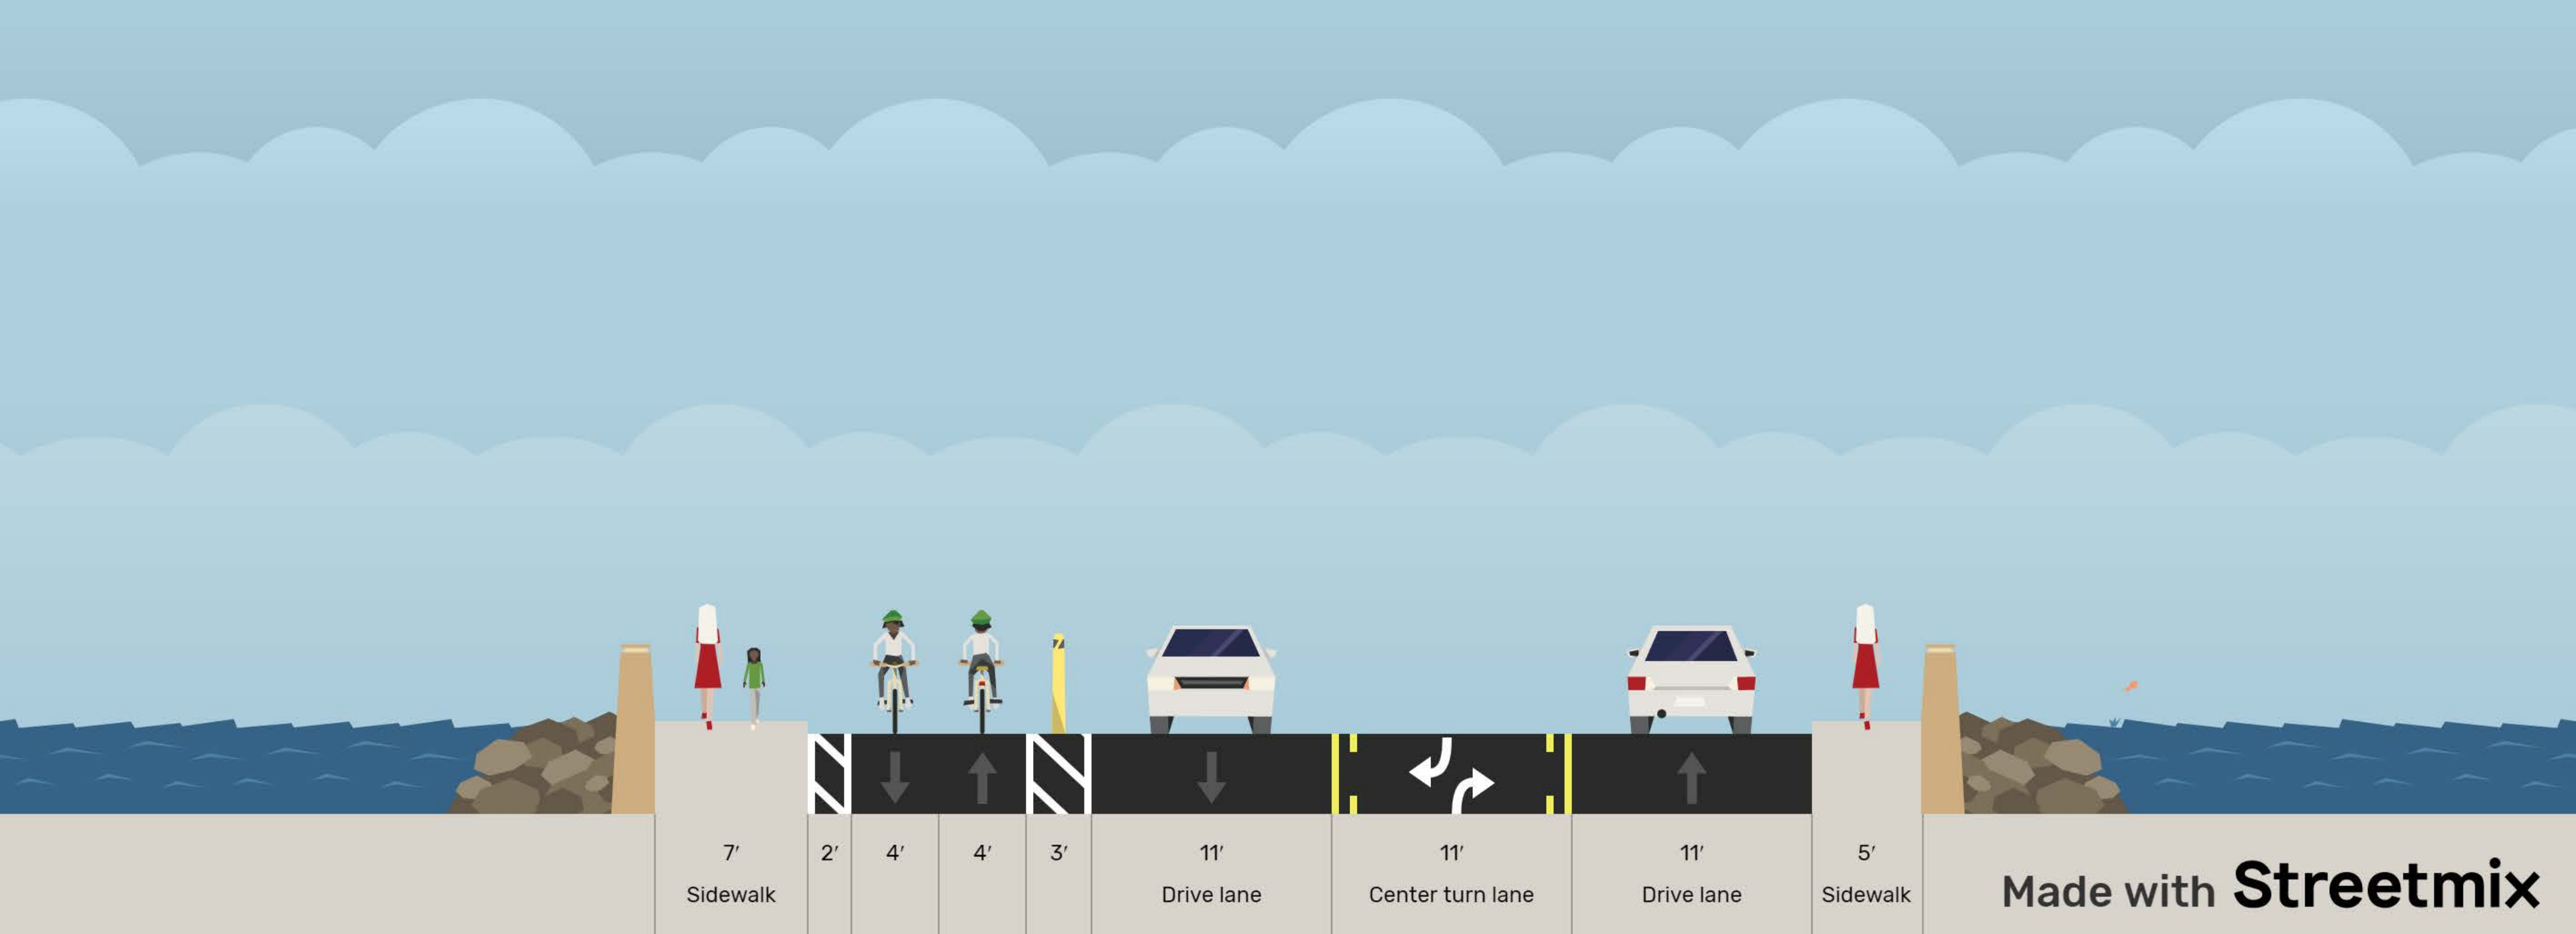 7′
2′
4′
4′
3′
11′
11′
11′
5′
Sidewalk
Drive lane
Center turn lane
Drive lane
Sidewalk
Made with Streetmix